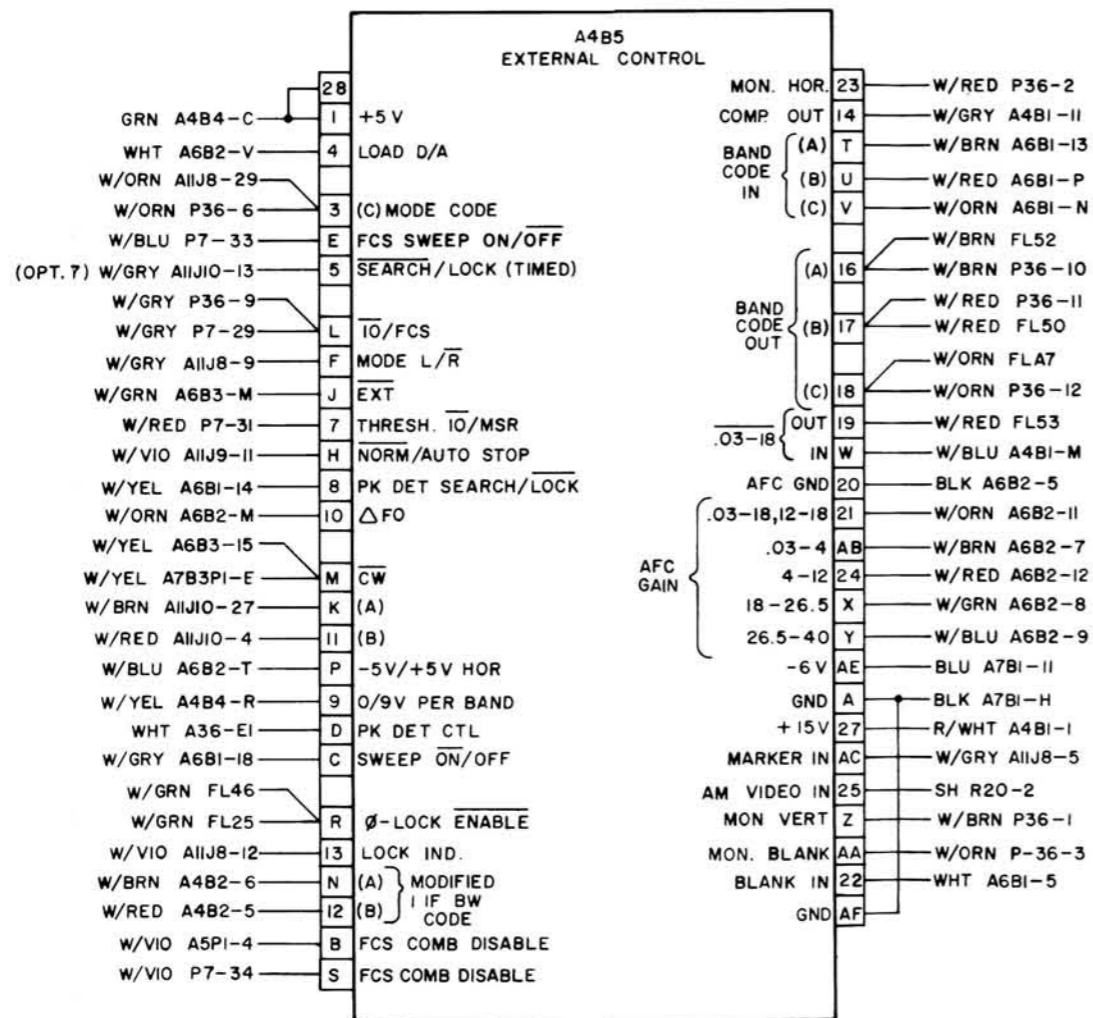 A4B5
EXTERNAL CONTROL
28
GRN A4B4-C 1 +5V
WHT A6B2-V 4 LOAD D/A
W/ORN A11J8-29
W/ORN P36-6 3 (C) MODE CODE
W/BLU P7-33 E FCS SWEEP ON/OFF
(OPT. 7) W/GRY A11J10-13 5 SEARCH/LOCK (TIMED)
W/GRY P36-9
W/GRY P7-29 L IO/FCS
W/GRY A11J8-9 F MODE L/R
W/GRN A6B3-M J EXT
W/RED P7-31 7 THRESH. IO/MSR
W/VIO A11J9-11 H NORM/AUTO STOP
W/YEL A6B1-14 8 PK DET SEARCH/LOCK
W/ORN A6B2-M 10 △FO
W/YEL A6B3-15
W/YEL A7B3P1-E M CW
W/BRN A11J10-27 K (A)
W/RED A11J10-4 11 (B)
W/BLU A6B2-T P -5V/+5V HOR
W/YEL A4B4-R 9 0/9V PER BAND
WHT A36-E1 D PK DET CTL
W/GRY A6B1-18 C SWEEP ON/OFF
W/GRN FL46
W/GRN FL25 R Ø-LOCK ENABLE
W/VIO A11J8-12 13 LOCK IND.
W/BRN A4B2-6 N (A) MODIFIED
I IF BW
W/RED A4B2-5 12 (B) CODE
W/VIO A5P1-4 B FCS COMB DISABLE
W/VIO P7-34 S FCS COMB DISABLE
MON. HOR. 23 W/RED P36-2
COMP. OUT 14 W/GRY A4B1-11
BAND CODE IN
(A) T W/BRN A6B1-13
(B) U W/RED A6B1-P
(C) V W/ORN A6B1-N
W/BRN FL52
BAND CODE OUT
(A) 16 W/BRN P36-10
W/RED P36-11
(B) 17 W/RED FL50
W/ORN FLA7
(C) 18 W/ORN P36-12
.03-18
OUT 19 W/RED FL53
IN W W/BLU A4B1-M
AFC GND 20 BLK A6B2-5
AFC GAIN
.03-18,12-18 21 W/ORN A6B2-11
.03-4 AB W/BRN A6B2-7
4-12 24 W/RED A6B2-12
18-26.5 X W/GRN A6B2-8
26.5-40 Y W/BLU A6B2-9
-6V AE BLU A7B1-11
GND A BLK A7B1-H
+15V 27 R/WHT A4B1-1
MARKER IN AC W/GRY A11J8-5
AM VIDEO IN 25 SH R20-2
MON VERT Z W/BRN P36-1
MON. BLANK AA W/ORN P-36-3
BLANK IN 22 WHT A6B1-5
GND AF